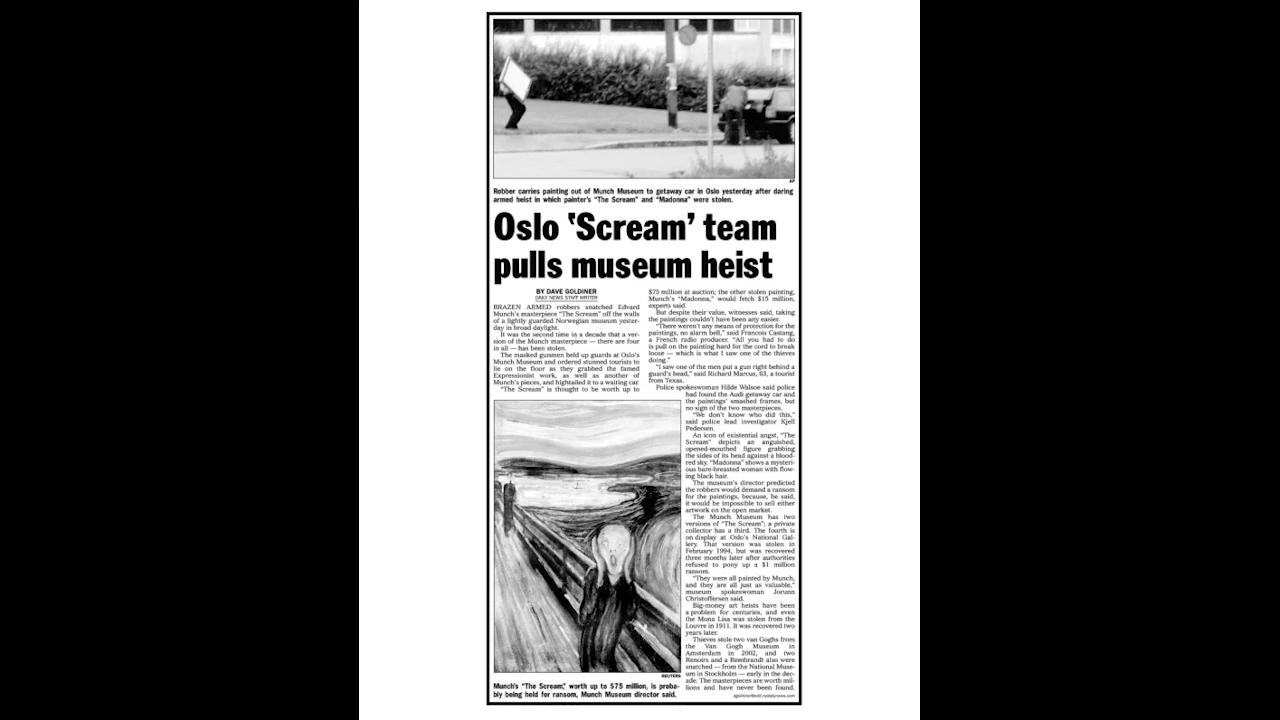 AP
Robber carries painting out of Munch Museum to getaway car in Oslo yesterday after daring
armed heist in which painter's "The Scream" and "Madonna" were stolen.
Oslo 'Scream' team
pulls museum heist
BY DAVE GOLDINER
DAILY NEWS STAFF WRITER
BRAZEN ARMED robbers snatched Edvard
Munch's masterpiece "The Scream" off the walls
of a lightly guarded Norwegian museum yester-
day in broad daylight.
It was the second time in a decade that a ver-
sion of the Munch masterpiece — there are four
in all — has been stolen.
The masked gunmen held up guards at Oslo's
Munch Museum and ordered stunned tourists to
lie on the floor as they grabbed the famed
Expressionist work, as well as another of
Munch's pieces, and hightailed it to a waiting car.
"The Scream" is thought to be worth up to
$75 million at auction; the other stolen painting,
Munch's "Madonna," would fetch $15 million,
experts said.
But despite their value, witnesses said, taking
the paintings couldn't have been any easier.
"There weren't any means of protection for the
paintings, no alarm bell," said Francois Castang,
a French radio producer. "All you had to do
is pull on the painting hard for the cord to break
loose — which is what I saw one of the thieves
doing."
"I saw one of the men put a gun right behind a
guard's head," said Richard Marcus, 63, a tourist
from Texas.
Police spokeswoman Hilde Walsoe said police
had found the Audi getaway car and
the paintings' smashed frames, but
no sign of the two masterpieces.
"We don't know who did this,"
said police lead investigator Kjell
Pedersen.
An icon of existential angst, "The
Scream" depicts an anguished,
opened-mouthed figure grabbing
the sides of its head against a blood-
red sky. "Madonna" shows a mysteri-
ous bare-breasted woman with flow-
ing black hair.
The museum's director predicted
the robbers would demand a ransom
for the paintings, because, he said,
it would be impossible to sell either
artwork on the open market.
The Munch Museum has two
versions of "The Scream"; a private
collector has a third. The fourth is
on display at Oslo's National Gal-
lery. That version was stolen in
February 1994, but was recovered
three months later after authorities
refused to pony up a $1 million
ransom.
"They were all painted by Munch,
and they are all just as valuable,"
museum spokeswoman Jorunn
Christoffersen said.
Big-money art heists have been
a problem for centuries, and even
the Mona Lisa was stolen from the
Louvre in 1911. It was recovered two
years later.
Thieves stole two van Goghs from
the Van Gogh Museum in
Amsterdam in 2002, and two
Renoirs and a Rembrandt also were
snatched — from the National Muse-
um in Stockholm — early in the dec-
ade. The masterpieces are worth mil-
lions and have never been found.
dgoldiner@edit.nydailynews.com
REUTERS
Munch's "The Scream," worth up to $75 million, is proba-
bly being held for ransom, Munch Museum director said.